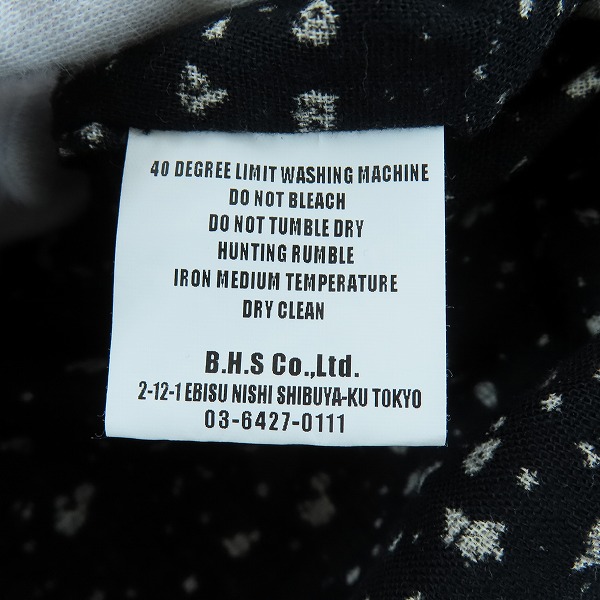 40 DEGREE LIMIT WASHING MACHINE
DO NOT BLEACH
DO NOT TUMBLE DRY
HUNTING RUMBLE
IRON MEDIUM TEMPERATURE
DRY CLEAN
B.H.S Co.,Ltd.
2-12-1 EBISU NISHI SHIBUYA-KU TOKYO
03-6427-0111